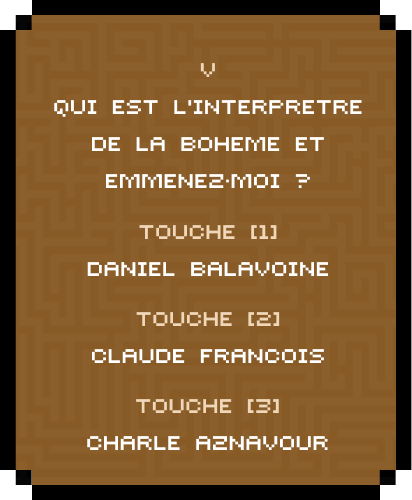 V
QUI EST L'INTERPRETRE
DE LA BOHEME ET
EMMENEZ-MOI ?
TOUCHE [1]
DANIEL BALAVOINE
TOUCHE [2]
CLAUDE FRANCOIS
TOUCHE [3]
CHARLE AZNAVOUR